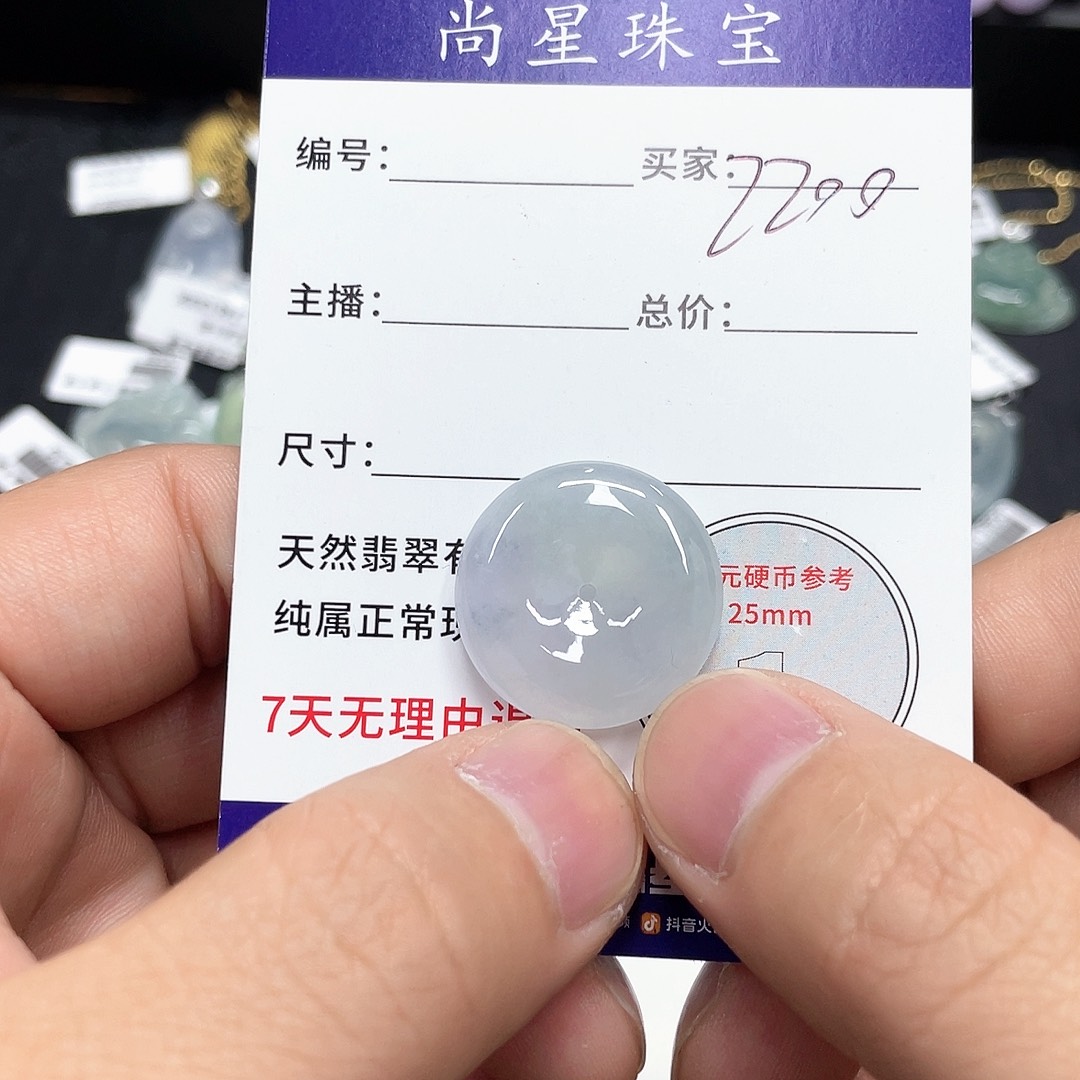 尚星珠宝
编号: 买家: 7700
主播: 总价:
尺寸:
天然翡翠有
元硬币参考
纯属正常
25mm
1
7天无理由退
抖音火